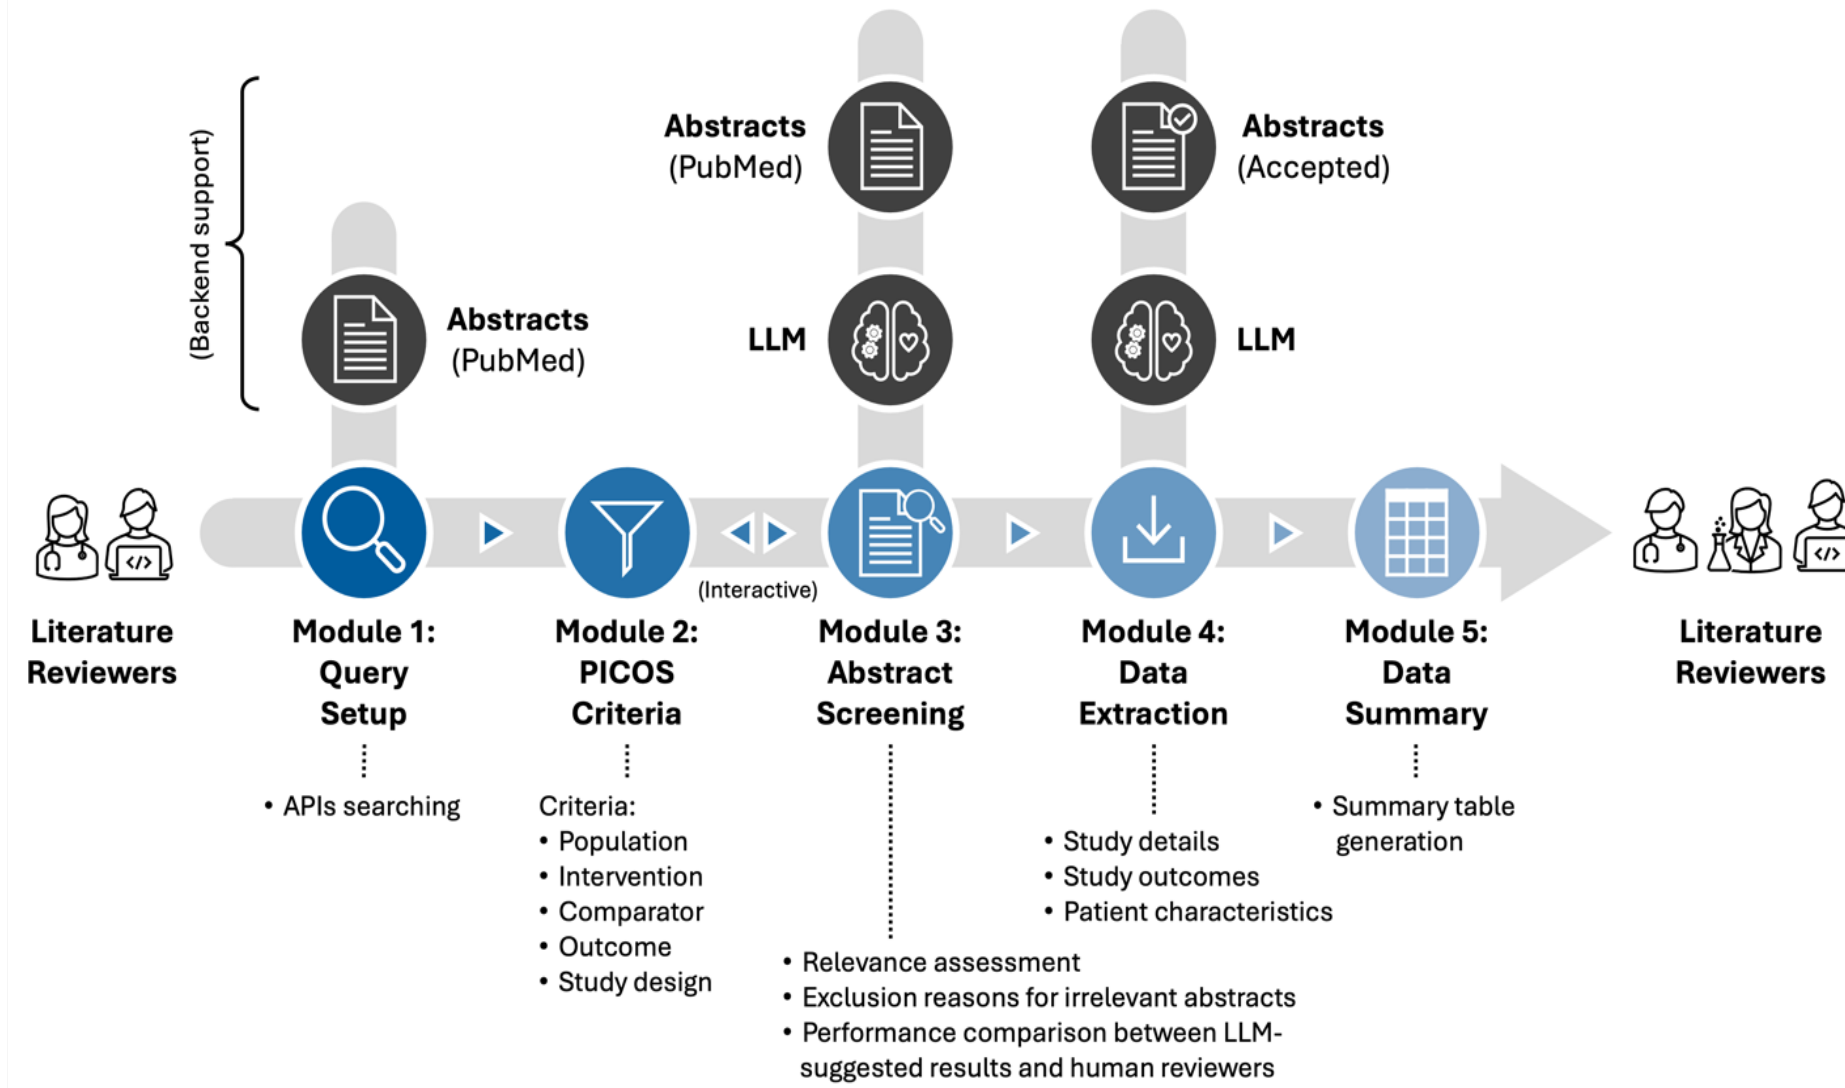 (Backend support)
Abstracts
(PubMed)
Abstracts
(PubMed)
LLM
Abstracts
(Accepted)
LLM
</>
</>
(Interactive)
Literature
Reviewers
Module 1:
Query
Setup
Module 2:
PICOS
Criteria
Module 3:
Abstract
Screening
Module 4:
Data
Extraction
Module 5:
Data
Summary
Literature
Reviewers
• APIs searching
Criteria:
• Population
• Intervention
• Comparator
• Outcome
• Study design
• Relevance assessment
• Exclusion reasons for irrelevant abstracts
• Performance comparison between LLM-
suggested results and human reviewers
• Study details
• Study outcomes
• Patient characteristics
• Summary table
generation